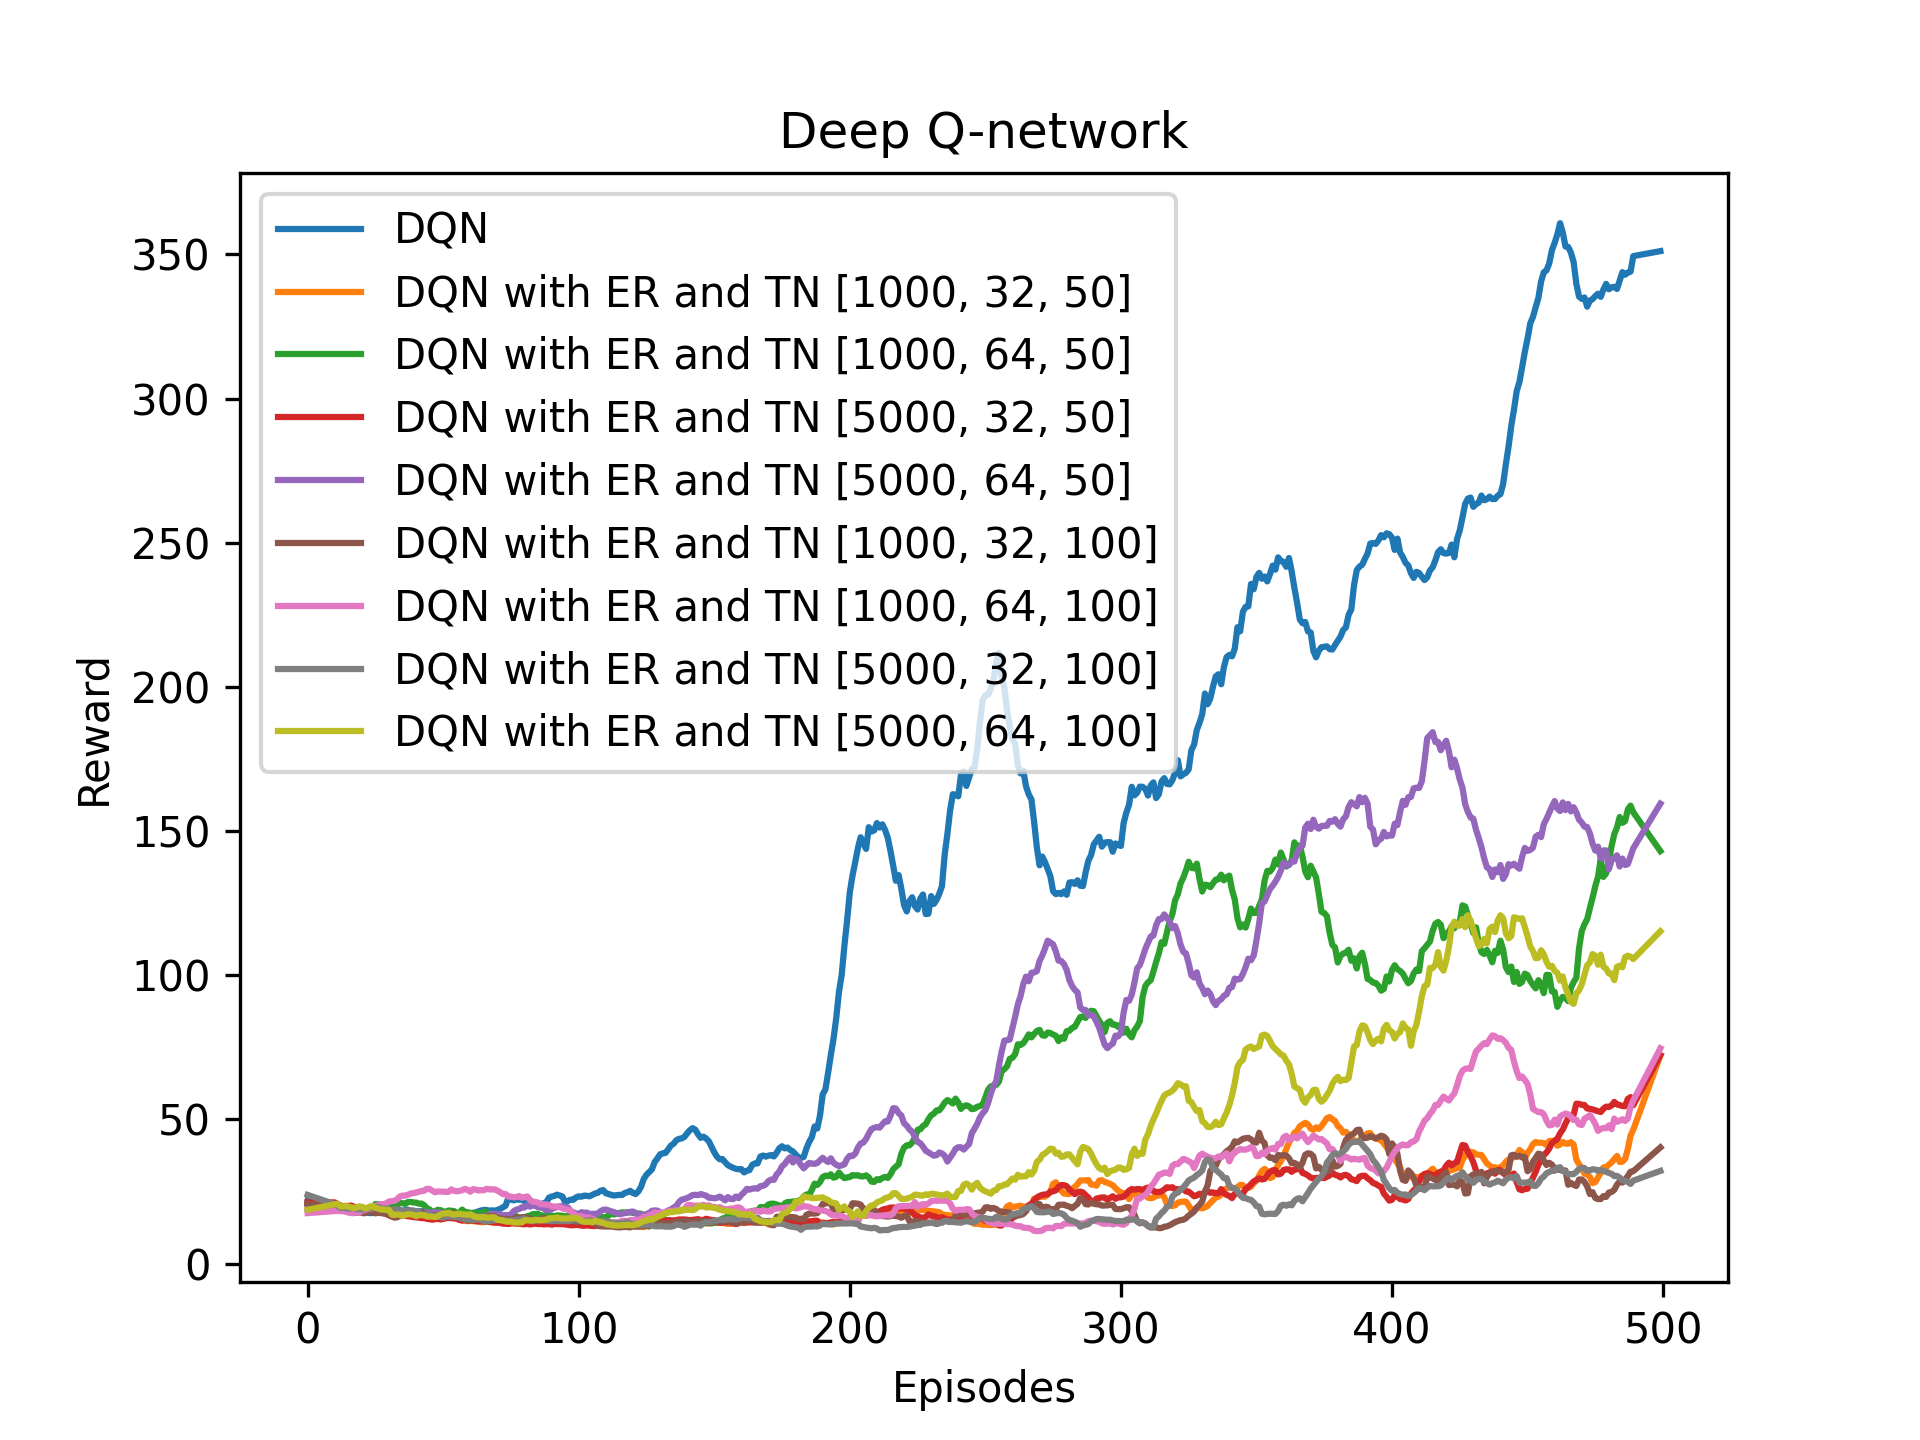 Deep Q-network
DQN
DQN with ER and TN [1000, 32, 50]
DQN with ER and TN [1000, 64, 50]
DQN with ER and TN [5000, 32, 50]
DQN with ER and TN [5000, 64, 50]
DQN with ER and TN [1000, 32, 100]
DQN with ER and TN [1000, 64, 100]
DQN with ER and TN [5000, 32, 100]
DQN with ER and TN [5000, 64, 100]
350
300
250
200
150
100
50
0
Reward
0 100 200 300 400 500
Episodes